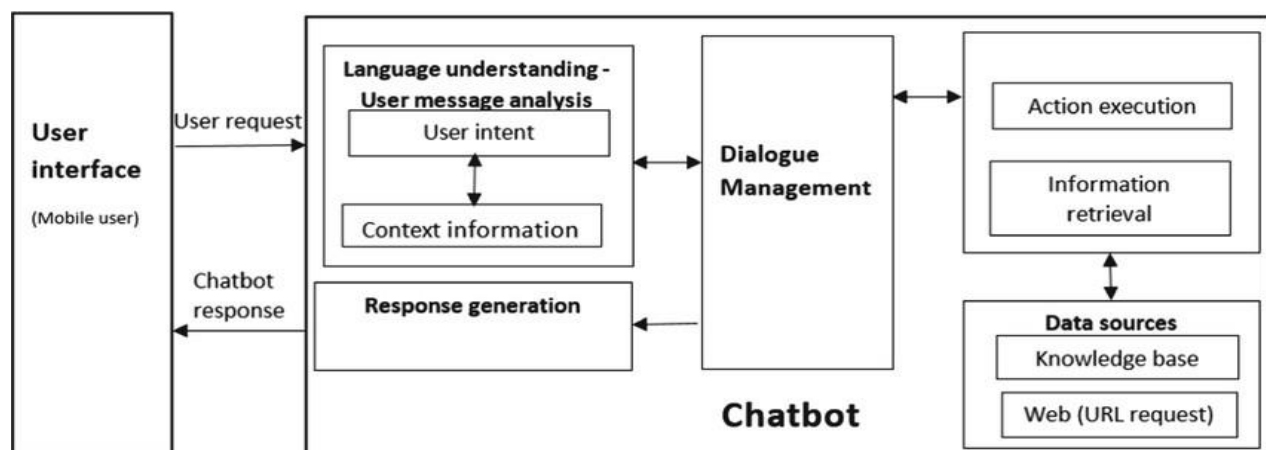 User
interface
(Mobile user)
User request
Chatbot
response
Language understanding -
User message analysis
User intent
Context information
Response generation
Dialogue
Management
Action execution
Information
retrieval
Data sources
Knowledge base
Web (URL request)
Chatbot